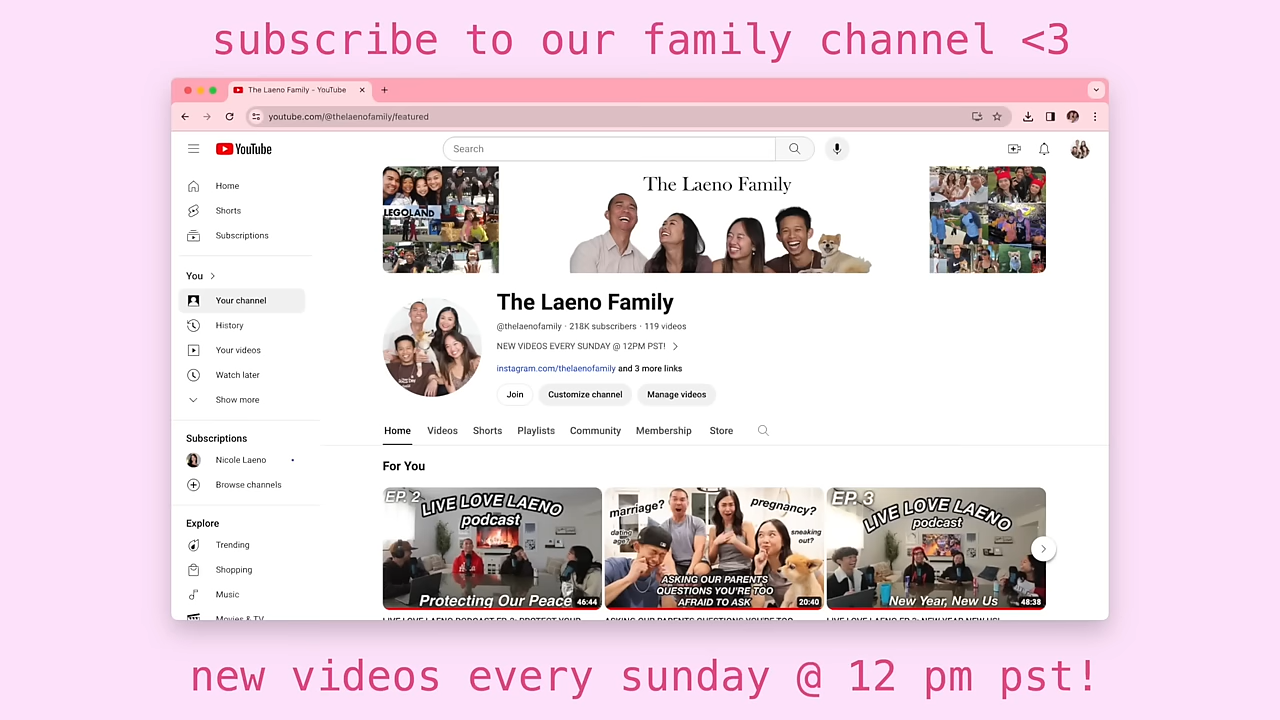 subscribe to our family channel <3
The Laeno Family - YouTube
youtube.com/@thelaenofamily/featured
YouTube
Search
Home
Shorts
Subscriptions
You
Your channel
History
Your videos
Watch later
Show more
Subscriptions
Nicole Laeno
Browse channels
Explore
Trending
Shopping
Music
Movies & TV
LEGOLAND
The Laeno Family
The Laeno Family
@thelaenofamily · 218K subscribers · 119 videos
NEW VIDEOS EVERY SUNDAY @ 12PM PST!
instagram.com/thelaenofamily and 3 more links
Join Customize channel Manage videos
Home Videos Shorts Playlists Community Membership Store
For You
EP. 2
LIVE LOVE LAENO
podcast
Protecting Our Peace
46:44
marriage?
pregnancy?
dating age?
sneaking out?
ASKING OUR PARENTS
QUESTIONS YOU'RE TOO
AFRAID TO ASK
20:40
EP. 3
LIVE LOVE LAENO
podcast
New Year, New Us
48:38
new videos every sunday @ 12 pm pst!